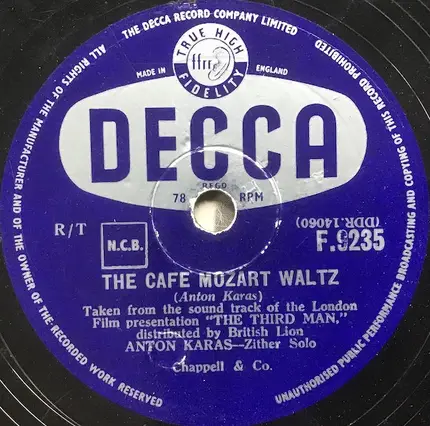 THE DECCA RECORD COMPANY LIMITED
ALL RIGHTS OF THE MANUFACTURER AND OF THE OWNER OF THE RECORDED WORK RESERVED
UNAUTHORISED PUBLIC PERFORMANCE BROADCASTING AND COPYING OF THIS RECORD PROHIBITED
TRUE HIGH
ffrr
FIDELITY
MADE IN ENGLAND
DECCA
REGD
78 RPM
R/T
N.C.B.
(DDR.14060)
F.9235
THE CAFE MOZART WALTZ
(Anton Karas)
Taken from the sound track of the London
Film presentation "THE THIRD MAN,"
distributed by British Lion
ANTON KARAS—Zither Solo
Chappell & Co.